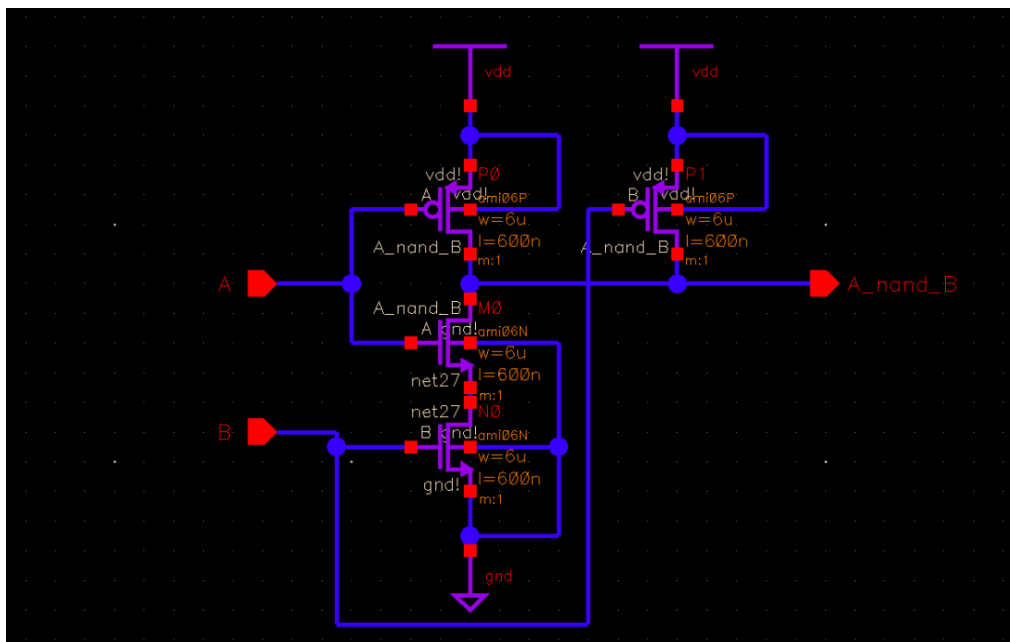 vdd
vdd
vdd! P0
A vdd! ami06P
w=6u
A_nand_B l=600n
m:1
vdd! P1
B vdd! ami06P
w=6u
A_nand_B l=600n
m:1
A
A_nand_B
A_nand_B M0
A gnd! ami06N
w=6u
l=600n
net27 m:1
net27 N0
B
B gnd! ami06N
w=6u
l=600n
gnd! m:1
gnd